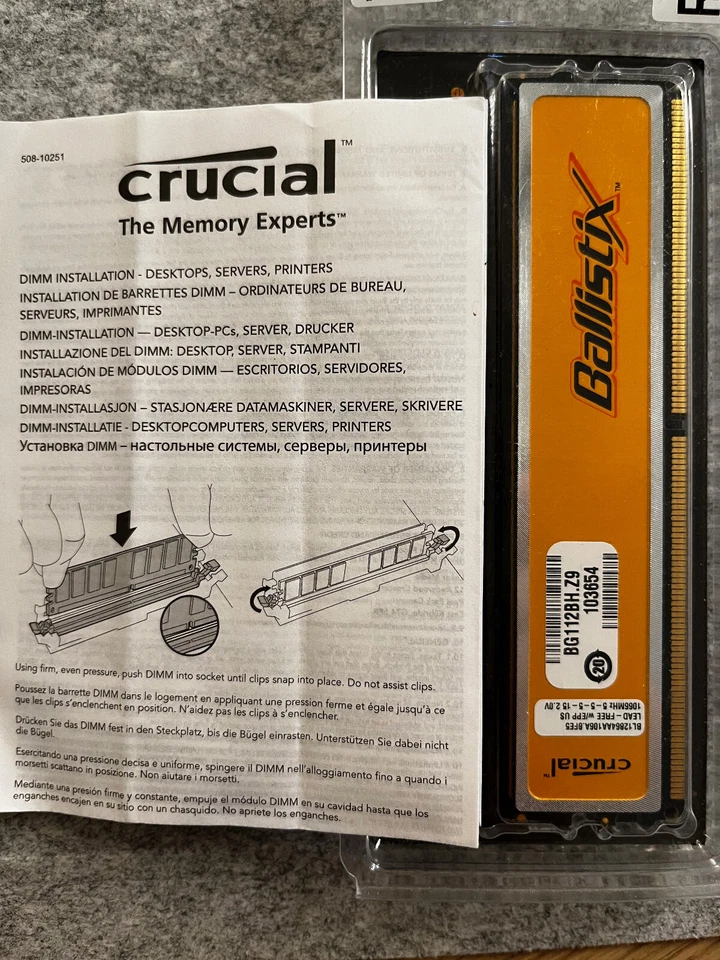 508-10251
crucial™
The Memory Experts™
DIMM INSTALLATION - DESKTOPS, SERVERS, PRINTERS
INSTALLATION DE BARRETTES DIMM – ORDINATEURS DE BUREAU,
SERVEURS, IMPRIMANTES
DIMM-INSTALLATION — DESKTOP-PCs, SERVER, DRUCKER
INSTALLAZIONE DEL DIMM: DESKTOP, SERVER, STAMPANTI
INSTALACIÓN DE MÓDULOS DIMM — ESCRITORIOS, SERVIDORES,
IMPRESORAS
DIMM-INSTALLASJON – STASJONÆRE DATAMASKINER, SERVERE, SKRIVERE
DIMM-INSTALLATIE - DESKTOPCOMPUTERS, SERVERS, PRINTERS
Установка DIMM – настольные системы, серверы, принтеры
Using firm, even pressure, push DIMM into socket until clips snap into place. Do not assist clips.
Poussez la barrette DIMM dans le logement en appliquant une pression ferme et égale jusqu'à ce
que les clips s'enclenchent en position. N'aidez pas les clips à s'enclencher.
Drücken Sie das DIMM fest in den Steckplatz, bis die Bügel einrasten. Unterstützen Sie dabei nicht
die Bügel.
Esercitando una pressione decisa e uniforme, spingere il DIMM nell'alloggiamento fino a quando i
morsetti scattano in posizione. Non aiutare i morsetti.
Mediante una presión firme y constante, empuje el módulo DIMM en su cavidad hasta que los
enganches encajen en su sitio con un chasquido. No apriete los enganches.
Ballistix™
BG112BH.Z9
103654
20
BL12864AA106A.8FE5
LEAD-FREE w/EPP US
1066MHz 5-5-5-15 2.0V
crucial™